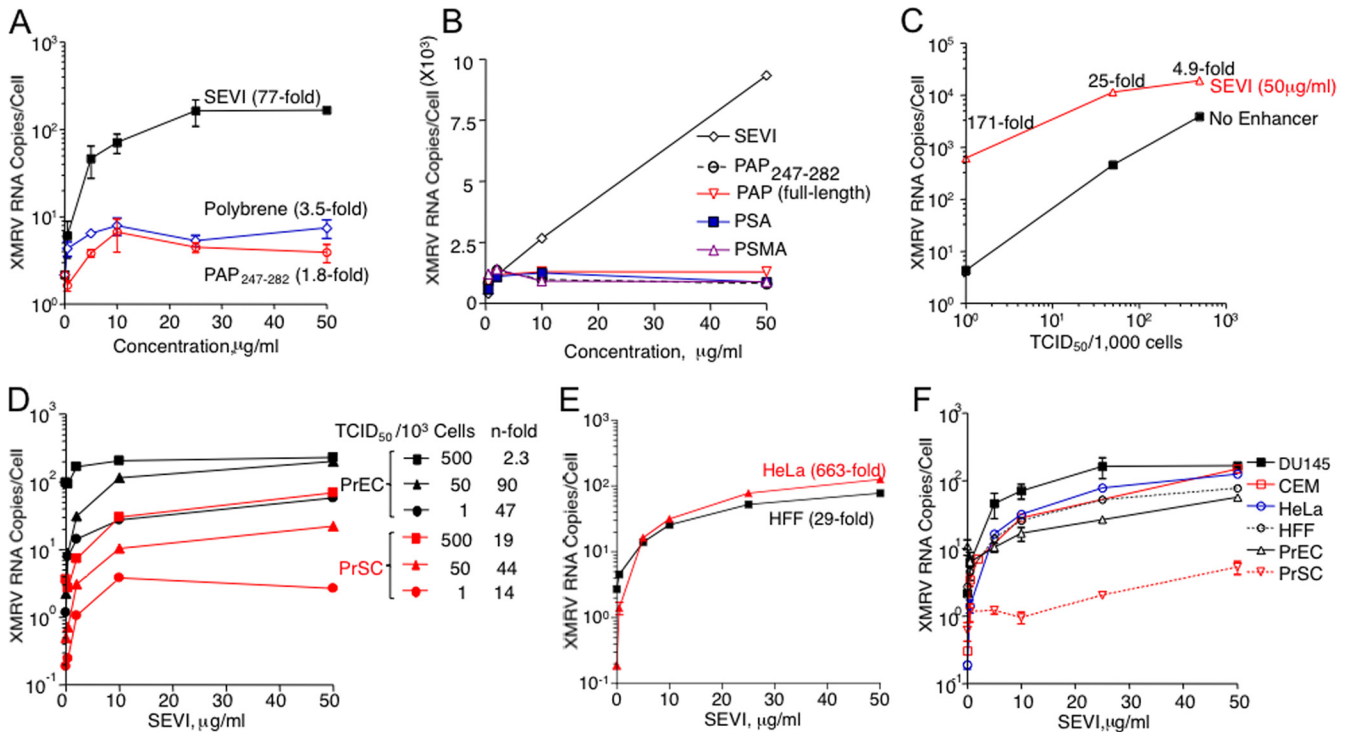 A
XMRV RNA Copies/Cell
10³
10²
10¹
10⁰
SEVI (77-fold)
Polybrene (3.5-fold)
PAP₂₄₇₋₂₈₂ (1.8-fold)
0 10 20 30 40 50
Concentration,μg/ml
B
XMRV RNA Copies/Cell (X10³)
10
7.5
5
2.5
0
SEVI
PAP₂₄₇₋₂₈₂
PAP (full-length)
PSA
PSMA
0 10 20 30 40 50
Concentration, μg/ml
C
XMRV RNA Copies/Cell
10⁵
10⁴
10³
10²
10¹
10⁰
171-fold
25-fold
4.9-fold
SEVI (50μg/ml)
No Enhancer
10⁰ 10¹ 10² 10³
TCID₅₀/1,000 cells
D
XMRV RNA Copies/Cell
10³
10²
10¹
10⁰
10⁻¹
TCID₅₀/10³ Cells n-fold
PrEC
500 2.3
50 90
1 47
PrSC
500 19
50 44
1 14
0 10 20 30 40 50
SEVI, μg/ml
E
XMRV RNA Copies/Cell
10³
10²
10¹
10⁰
10⁻¹
HeLa (663-fold)
HFF (29-fold)
0 10 20 30 40 50
SEVI, μg/ml
F
XMRV RNA Copies/Cell
10³
10²
10¹
10⁰
10⁻¹
DU145
CEM
HeLa
HFF
PrEC
PrSC
0 10 20 30 40 50
SEVI,μg/ml